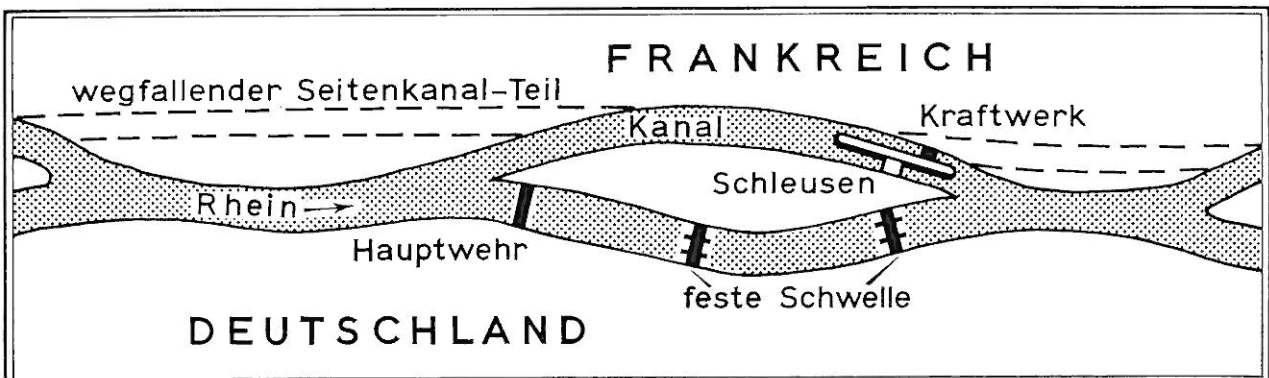 FRANKREICH
wegfallender Seitenkanal-Teil
Kraftwerk
Kanal
Schleusen
Rhein
Hauptwehr
feste Schwelle
DEUTSCHLAND